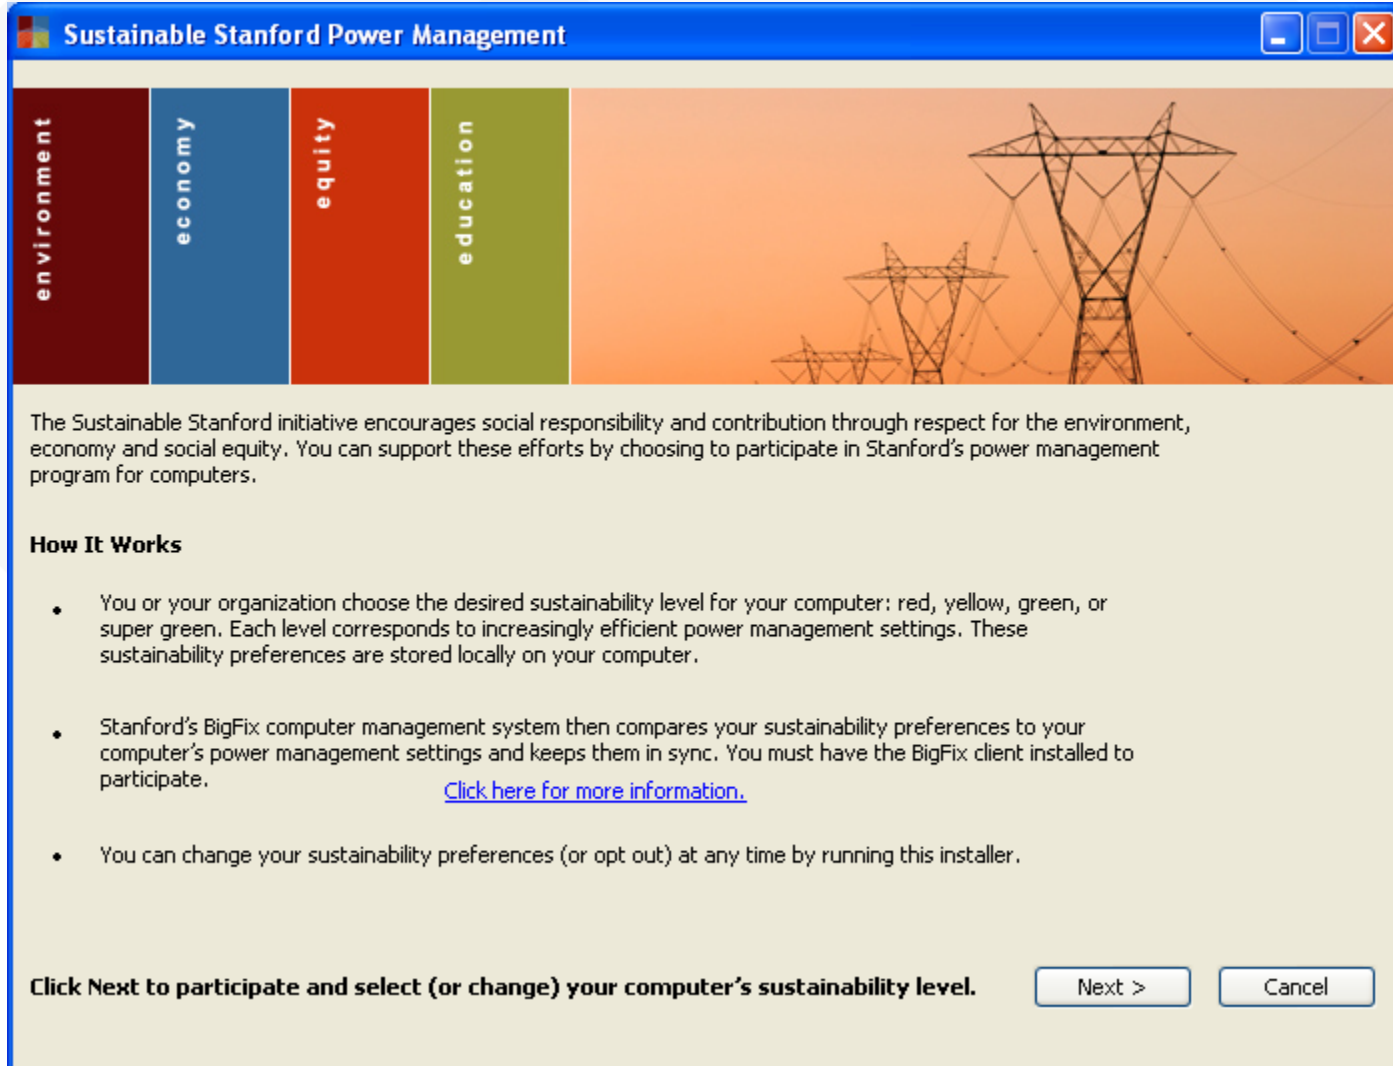 Sustainable Stanford Power Management
environment
economy
equity
education
The Sustainable Stanford initiative encourages social responsibility and contribution through respect for the environment,
economy and social equity. You can support these efforts by choosing to participate in Stanford's power management
program for computers.
How It Works
• You or your organization choose the desired sustainability level for your computer: red, yellow, green, or
super green. Each level corresponds to increasingly efficient power management settings. These
sustainability preferences are stored locally on your computer.
• Stanford's BigFix computer management system then compares your sustainability preferences to your
computer's power management settings and keeps them in sync. You must have the BigFix client installed to
participate.
Click here for more information.
• You can change your sustainability preferences (or opt out) at any time by running this installer.
Click Next to participate and select (or change) your computer's sustainability level.
Next >
Cancel